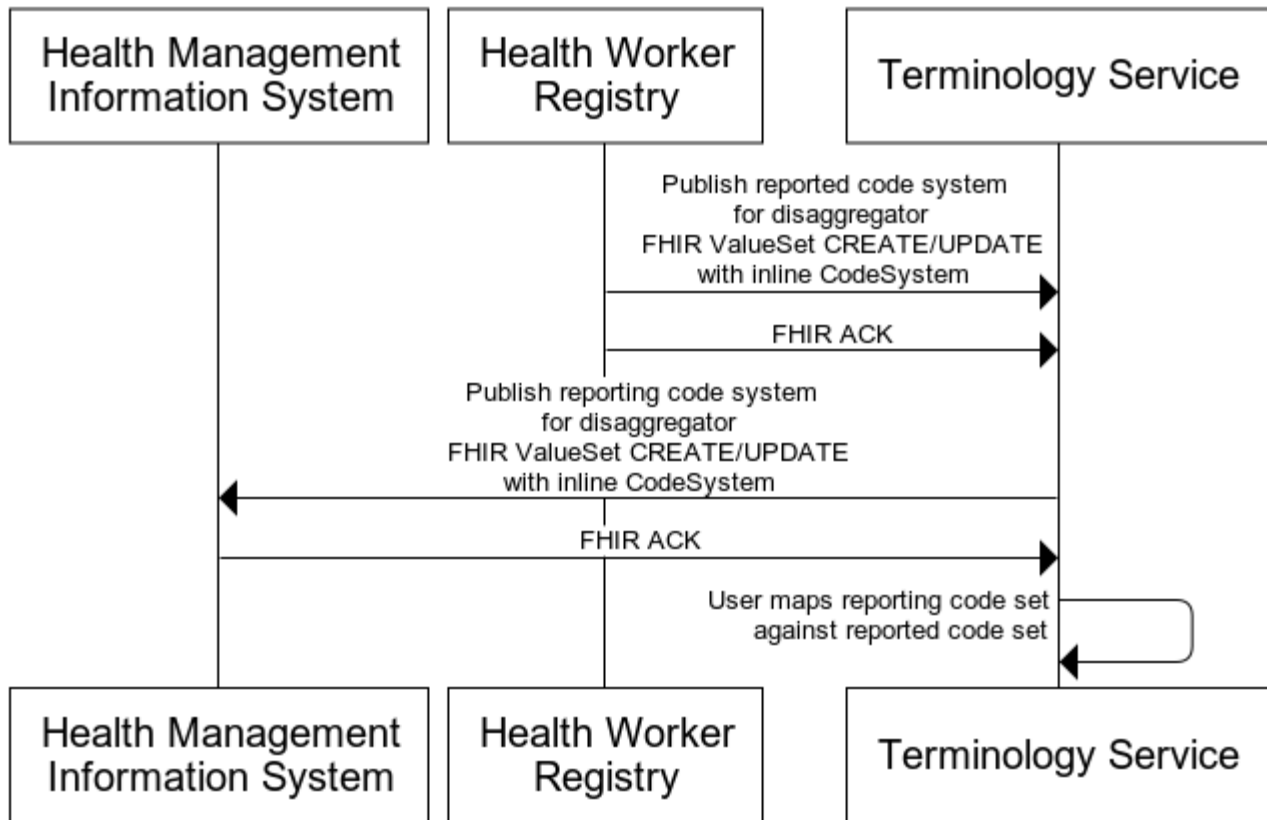 Health Management
Information System
Health Worker
Registry
Terminology Service
Publish reported code system
for disaggregator
FHIR ValueSet CREATE/UPDATE
with inline CodeSystem
FHIR ACK
Publish reporting code system
for disaggregator
FHIR ValueSet CREATE/UPDATE
with inline CodeSystem
FHIR ACK
User maps reporting code set
against reported code set
Health Management
Information System
Health Worker
Registry
Terminology Service